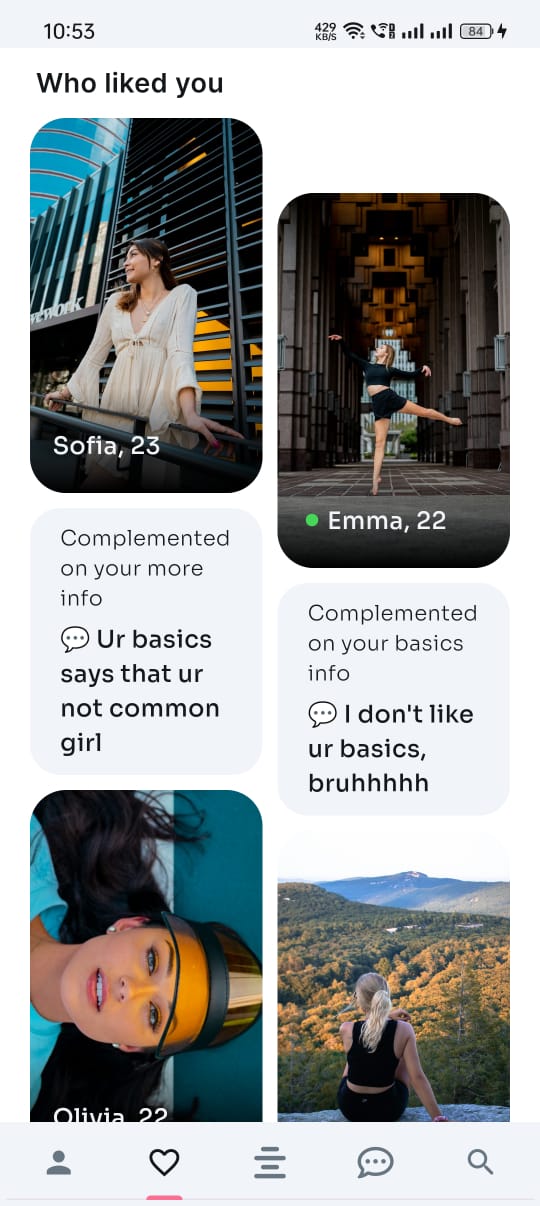 10:53
429
KB/S
84
Who liked you
Sofia, 23
Emma, 22
Complemented
on your more
info
💬 Ur basics
says that ur
not common
girl
Complemented
on your basics
info
💬 I don't like
ur basics,
bruhhhhh
Olivia, 22